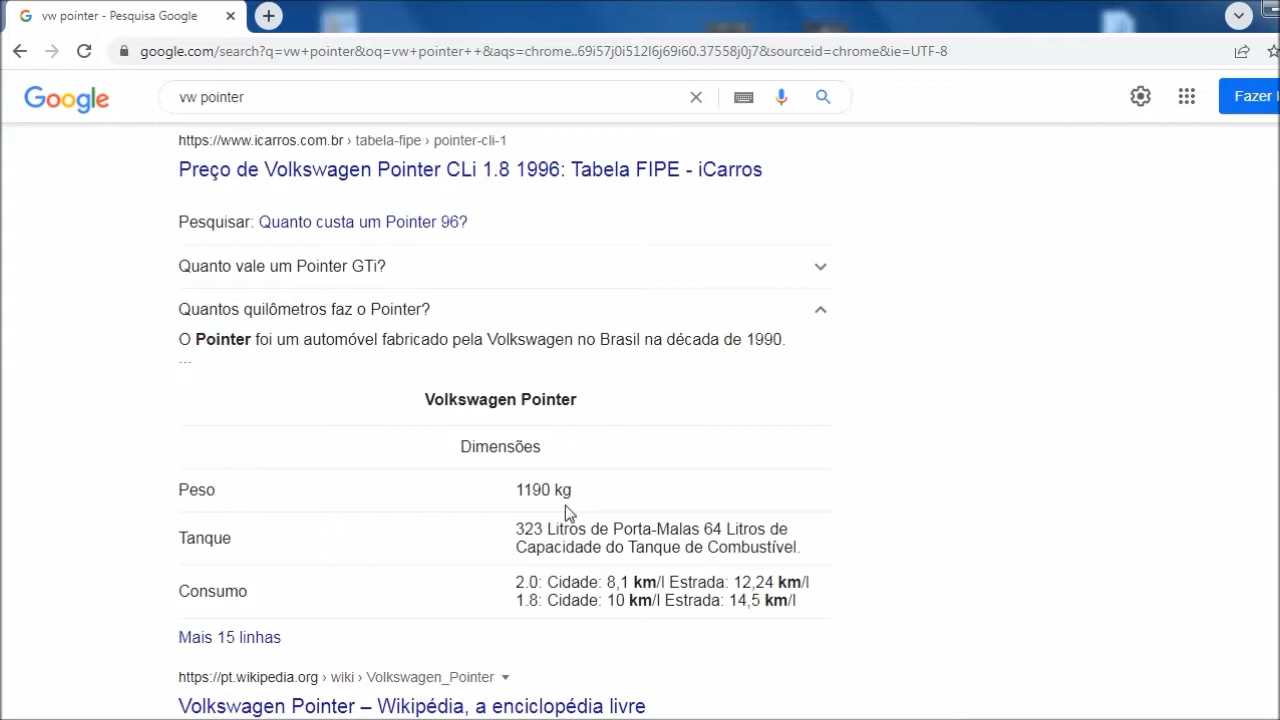 vw pointer - Pesquisa Google
google.com/search?q=vw+pointer&oq=vw+pointer++&aqs=chrome..69i57j0i512l6j69i60.37558j0j7&sourceid=chrome&ie=UTF-8
Google
vw pointer
Fazer
https://www.icarros.com.br › tabela-fipe › pointer-cli-1
Preço de Volkswagen Pointer CLi 1.8 1996: Tabela FIPE - iCarros
Pesquisar: Quanto custa um Pointer 96?
Quanto vale um Pointer GTi?
Quantos quilômetros faz o Pointer?
O Pointer foi um automóvel fabricado pela Volkswagen no Brasil na década de 1990.
...
Volkswagen Pointer
Dimensões
Peso 1190 kg
Tanque 323 Litros de Porta-Malas 64 Litros de
Capacidade do Tanque de Combustível.
Consumo 2.0: Cidade: 8,1 km/l Estrada: 12,24 km/l
1.8: Cidade: 10 km/l Estrada: 14,5 km/l
Mais 15 linhas
https://pt.wikipedia.org › wiki › Volkswagen_Pointer
Volkswagen Pointer – Wikipédia, a enciclopédia livre